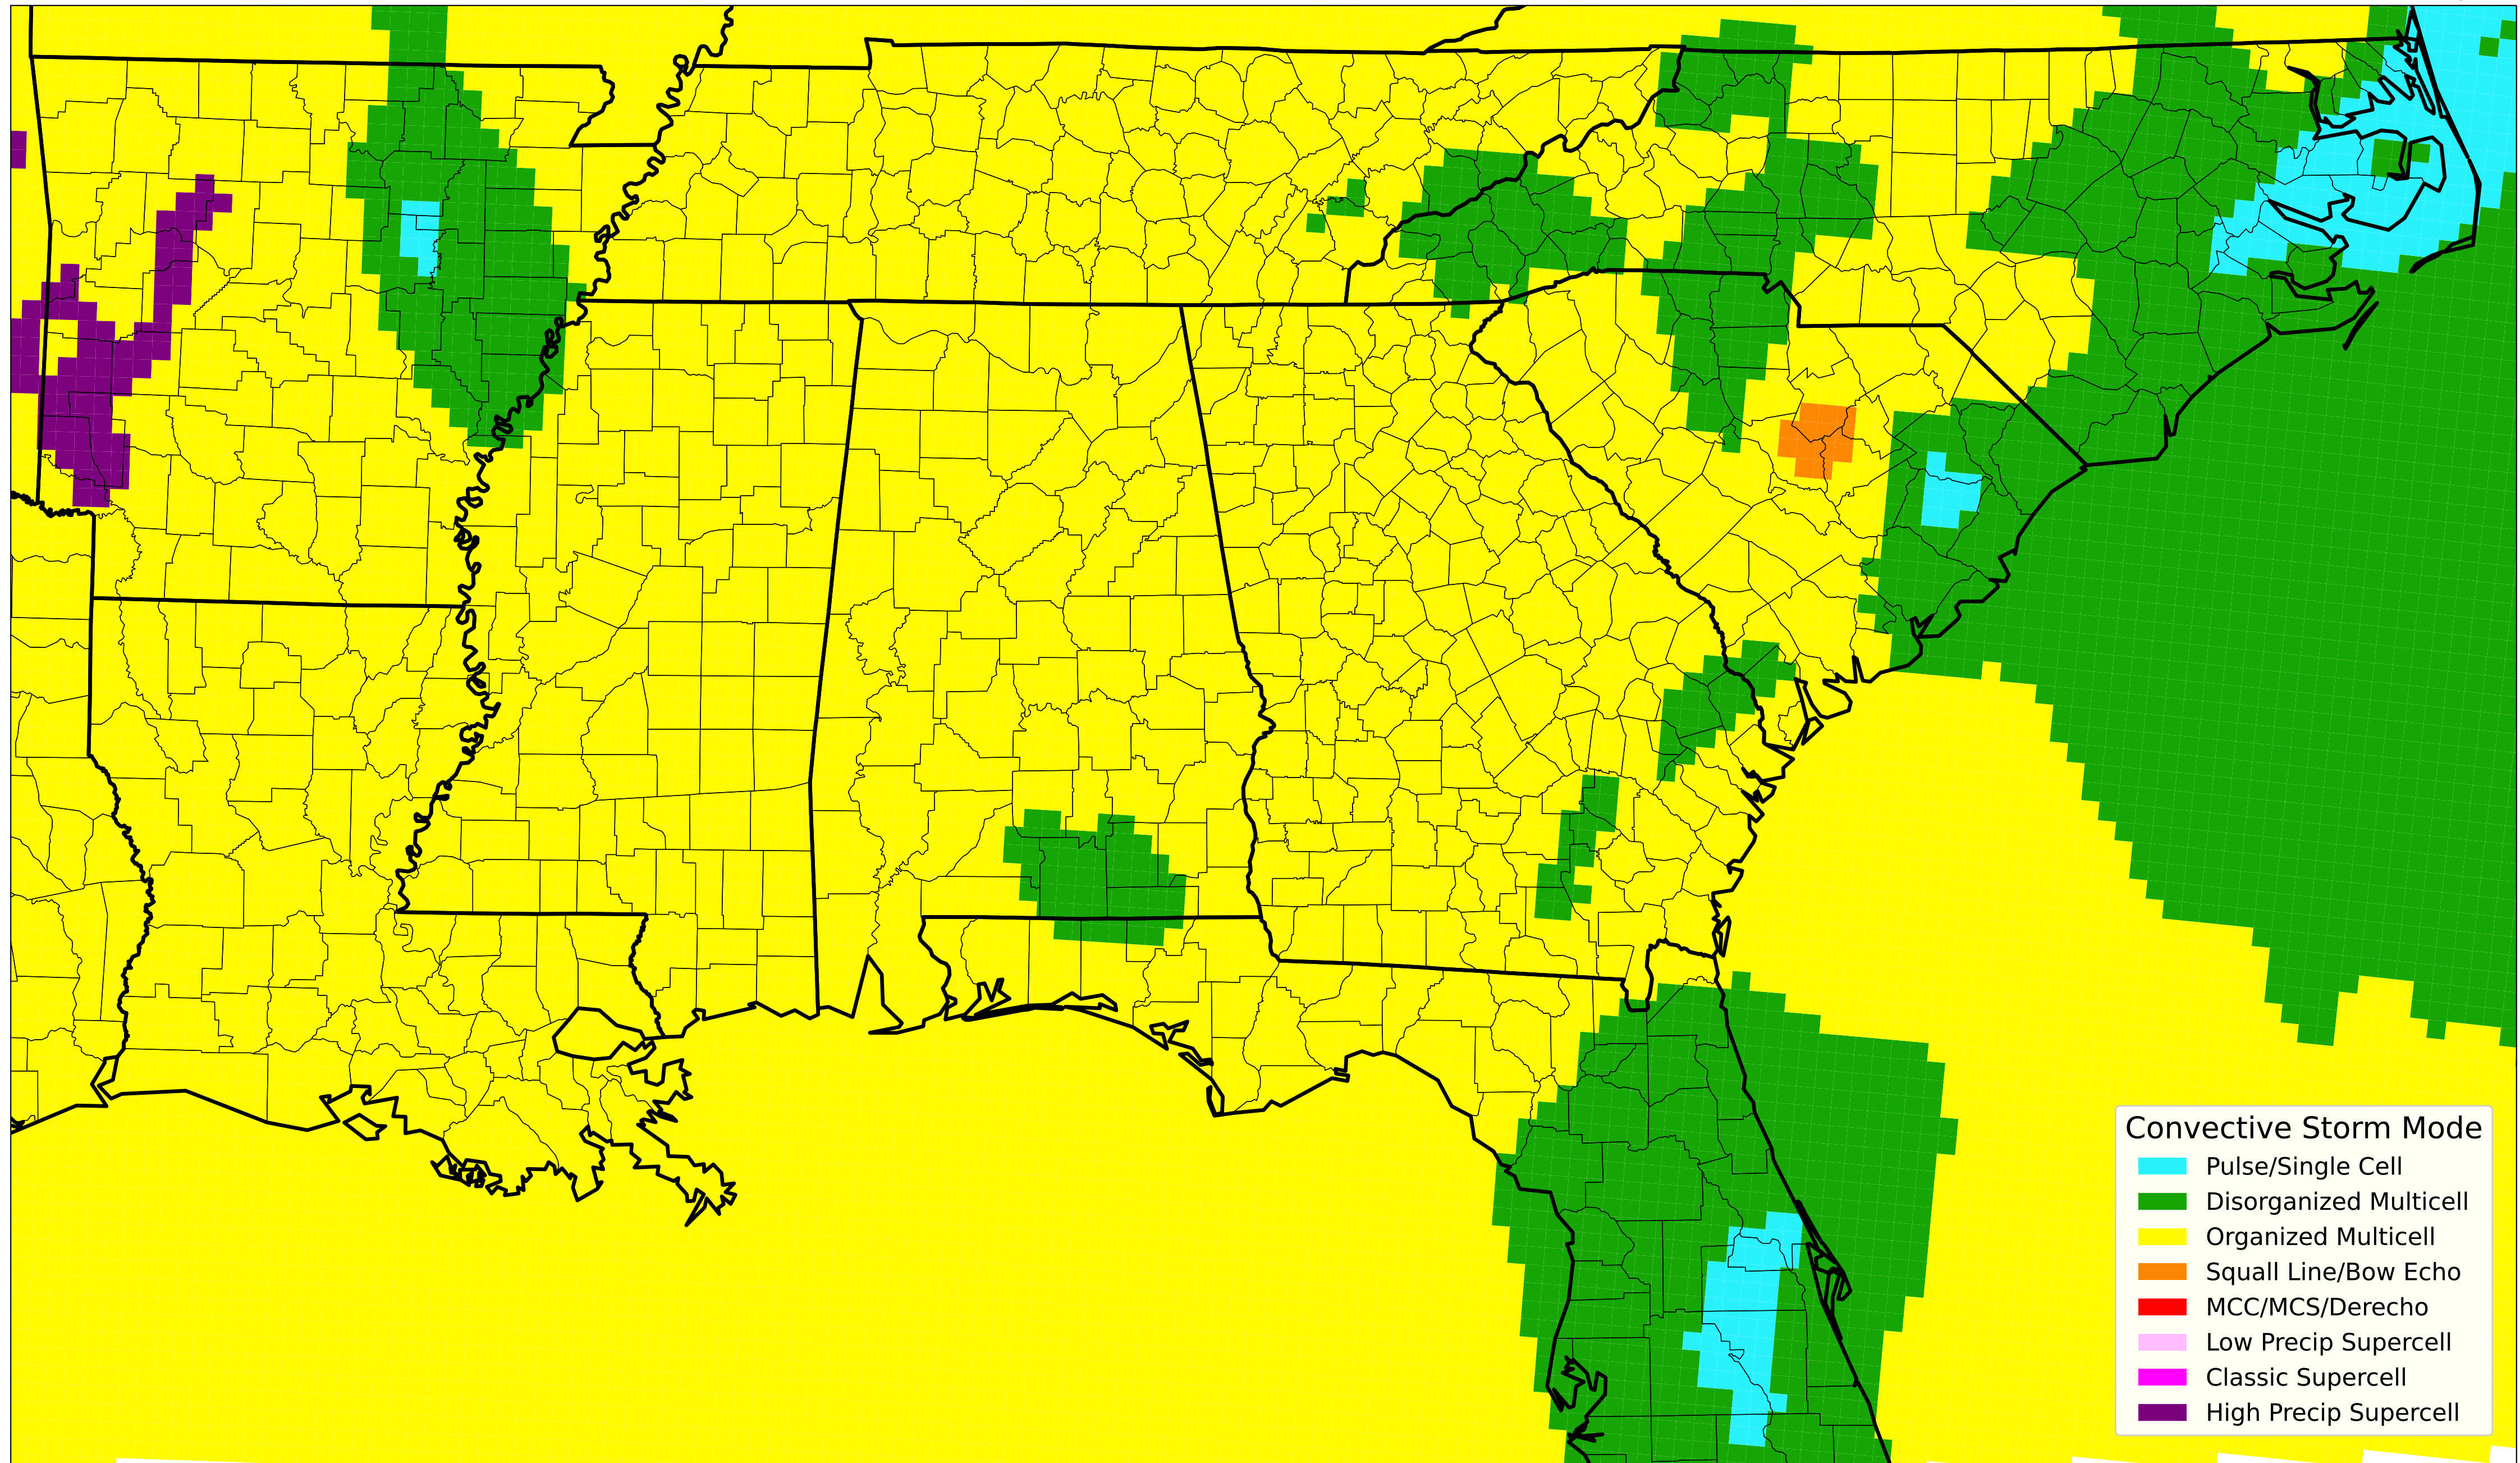 Convective Storm Mode
Pulse/Single Cell
Disorganized Multicell
Organized Multicell
Squall Line/Bow Echo
MCC/MCS/Derecho
Low Precip Supercell
Classic Supercell
High Precip Supercell